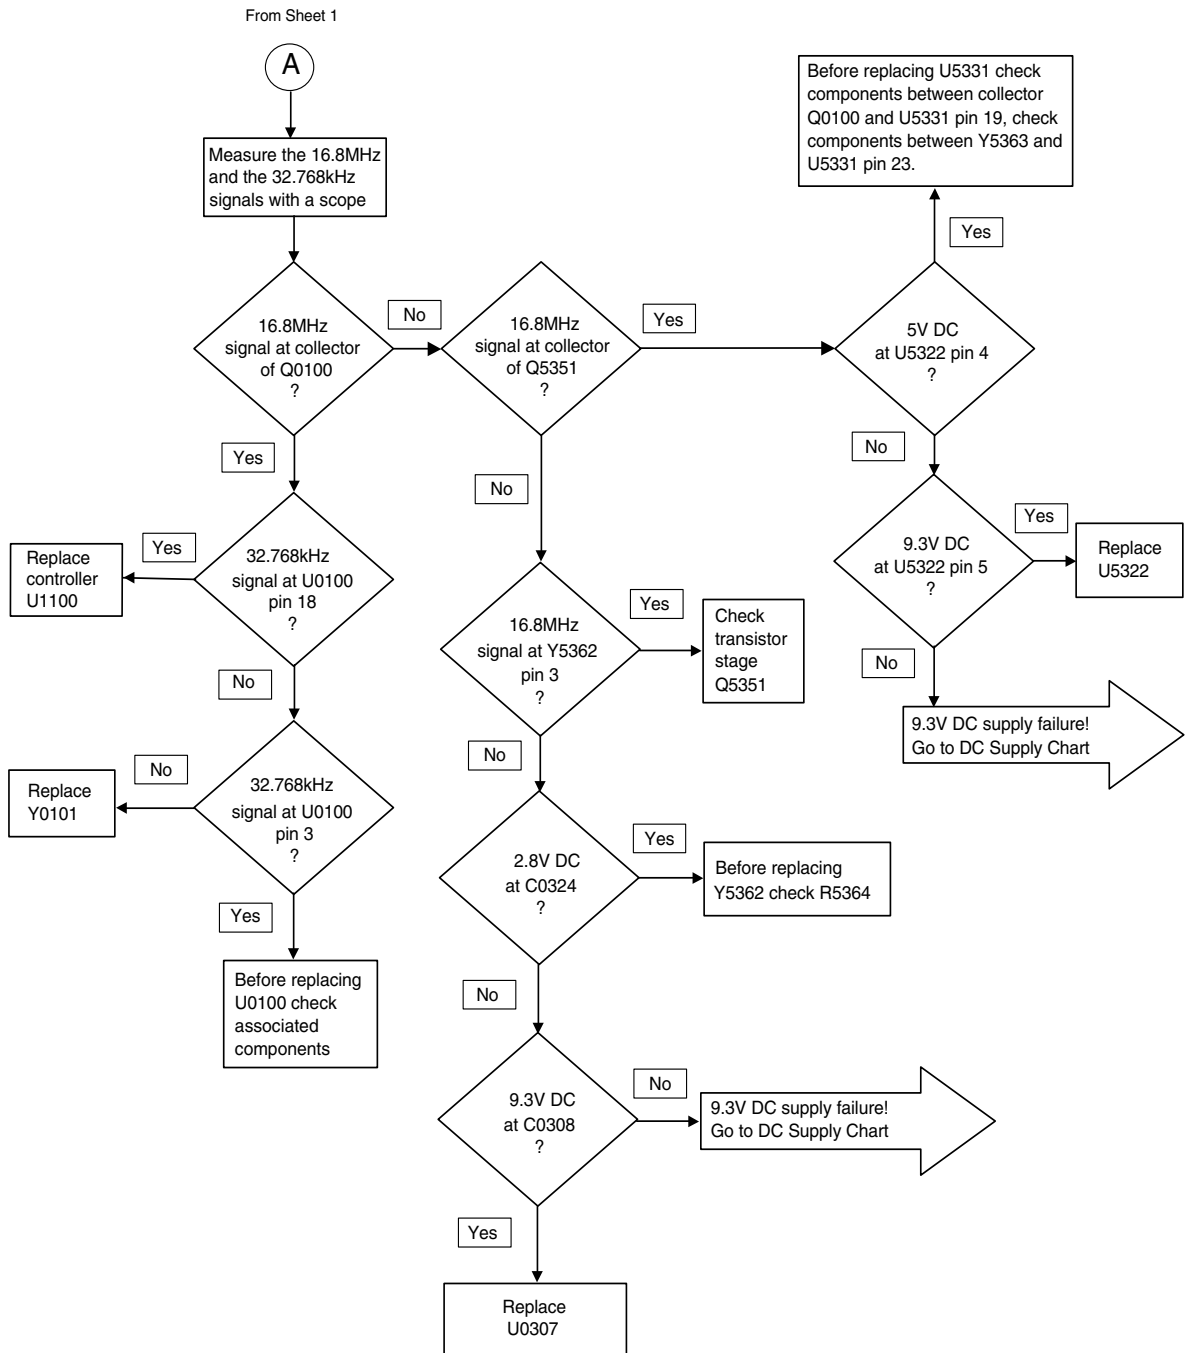 From Sheet 1
A
Measure the 16.8MHz
and the 32.768kHz
signals with a scope
Before replacing U5331 check
components between collector
Q0100 and U5331 pin 19, check
components between Y5363 and
U5331 pin 23.
Yes
16.8MHz
signal at collector
of Q0100
?
No
16.8MHz
signal at collector
of Q5351
?
Yes
5V DC
at U5322 pin 4
?
Yes
No
No
32.768kHz
signal at U0100
pin 18
?
Yes
Replace
controller
U1100
9.3V DC
at U5322 pin 5
?
Yes
Replace
U5322
16.8MHz
signal at Y5362
pin 3
?
Yes
Check
transistor
stage
Q5351
No
No
No
9.3V DC supply failure!
Go to DC Supply Chart
32.768kHz
signal at U0100
pin 3
?
No
Replace
Y0101
2.8V DC
at C0324
?
Yes
Before replacing
Y5362 check R5364
Yes
Before replacing
U0100 check
associated
components
No
9.3V DC
at C0308
?
No
9.3V DC supply failure!
Go to DC Supply Chart
Yes
Replace
U0307